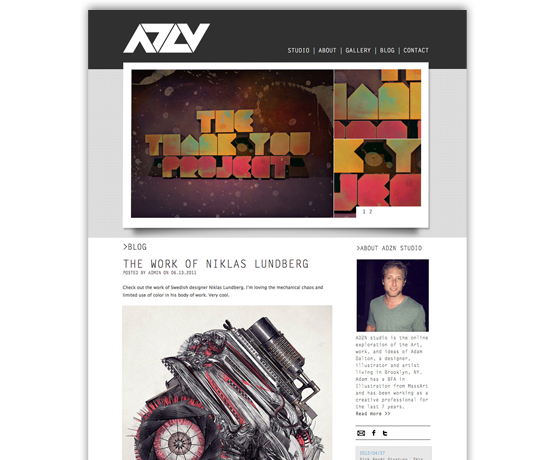 ADZN
STUDIO | ABOUT | GALLERY | BLOG | CONTACT
THE
THANK YOU
PROJECT
1 2
>BLOG
THE WORK OF NIKLAS LUNDBERG
POSTED BY ADMIN ON 06.13.2011
Check out the work of Swedish designer Niklas Lundberg. I'm loving the mechanical chaos and
limited use of color in his body of work. Very cool.
>ABOUT ADZN STUDIO
ADZN studio is the online
exploration of the Art,
work, and ideas of Adam
Dalton, a designer,
illustrator and artist
living in Brooklyn, NY.
Adam has a BFA in
Illustration from MassArt
and has been working as a
creative professional for
the last 7 years.
Read more >>
2012/04/27